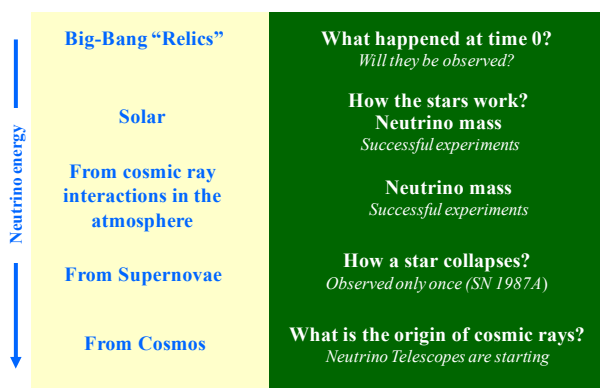 Neutrino energy
Big-Bang “Relics”
What happened at time 0?
Will they be observed?
Solar
How the stars work?
Neutrino mass
Successful experiments
From cosmic ray
interactions in the
atmosphere
Neutrino mass
Successful experiments
From Supernovae
How a star collapses?
Observed only once (SN 1987A)
From Cosmos
What is the origin of cosmic rays?
Neutrino Telescopes are starting